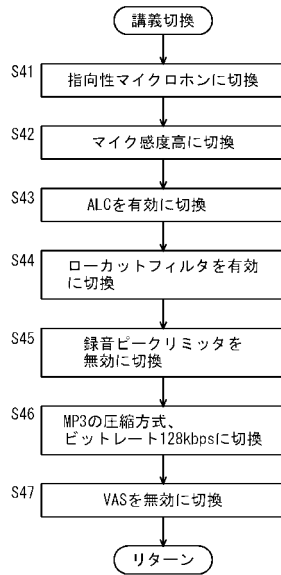 講義切換
S41
指向性マイクロホンに切換
S42
マイク感度高に切換
S43
ALCを有効に切換
S44
ローカットフィルタを有効
に切換
S45
録音ピークリミッタを
無効に切換
S46
MP3の圧縮方式、
ビットレート128kbpsに切換
S47
VASを無効に切換
リターン